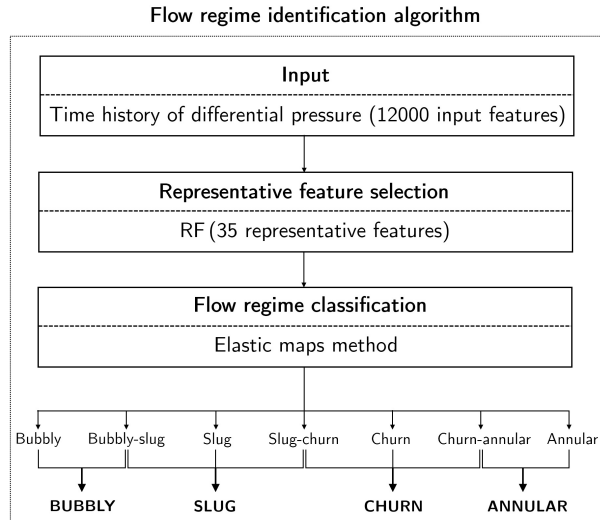 Flow regime identification algorithm
Input
Time history of differential pressure (12000 input features)
Representative feature selection
RF (35 representative features)
Flow regime classification
Elastic maps method
Bubbly Bubbly-slug Slug Slug-churn Churn Churn-annular Annular
BUBBLY SLUG CHURN ANNULAR